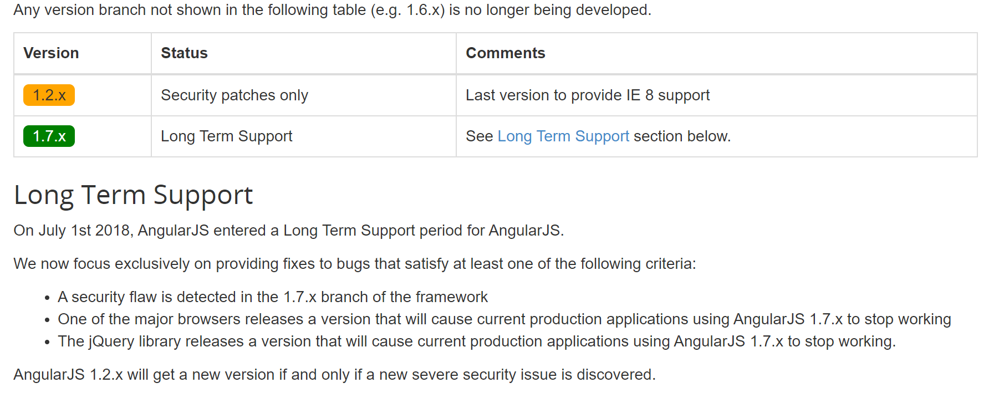 Any version branch not shown in the following table (e.g. 1.6.x) is no longer being developed.
Version Status Comments
1.2.x Security patches only Last version to provide IE 8 support
1.7.x Long Term Support See Long Term Support section below.
Long Term Support
On July 1st 2018, AngularJS entered a Long Term Support period for AngularJS.
We now focus exclusively on providing fixes to bugs that satisfy at least one of the following criteria:
• A security flaw is detected in the 1.7.x branch of the framework
• One of the major browsers releases a version that will cause current production applications using AngularJS 1.7.x to stop working
• The jQuery library releases a version that will cause current production applications using AngularJS 1.7.x to stop working.
AngularJS 1.2.x will get a new version if and only if a new severe security issue is discovered.